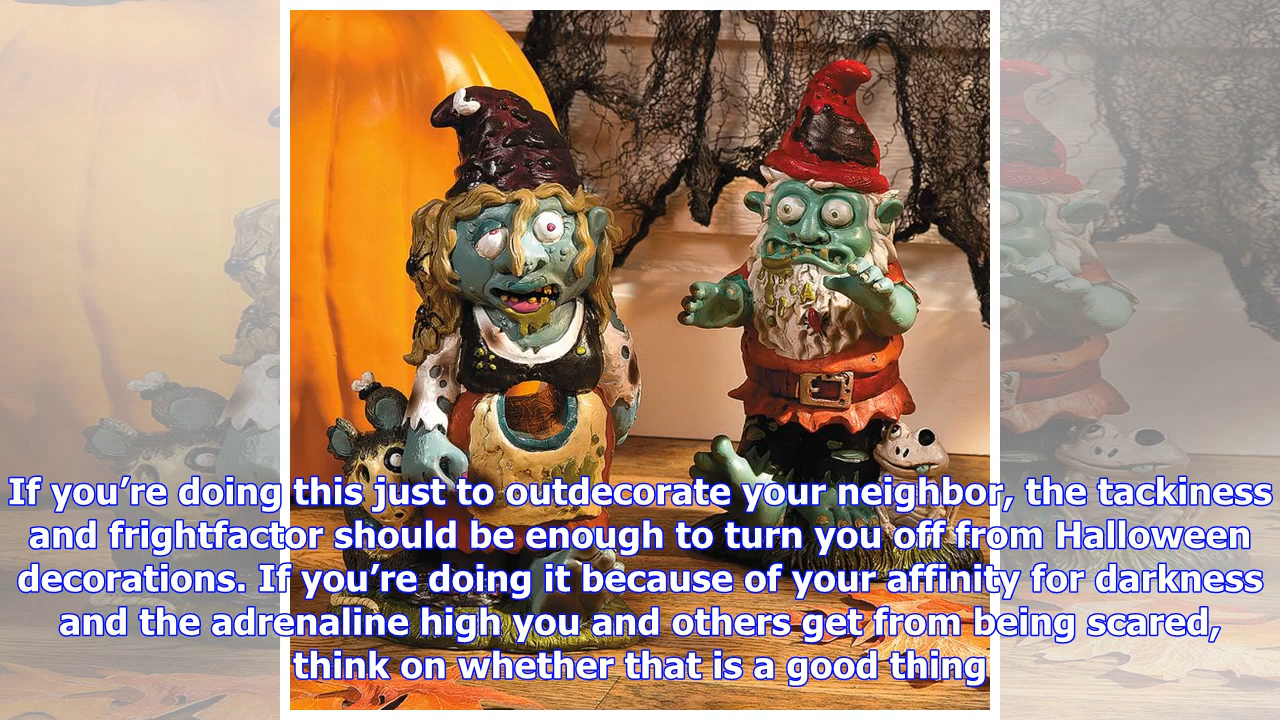 If you’re doing this just to outdecorate your neighbor, the tackiness
and frightfactor should be enough to turn you off from Halloween
decorations. If you’re doing it because of your affinity for darkness
and the adrenaline high you and others get from being scared,
think on whether that is a good thing